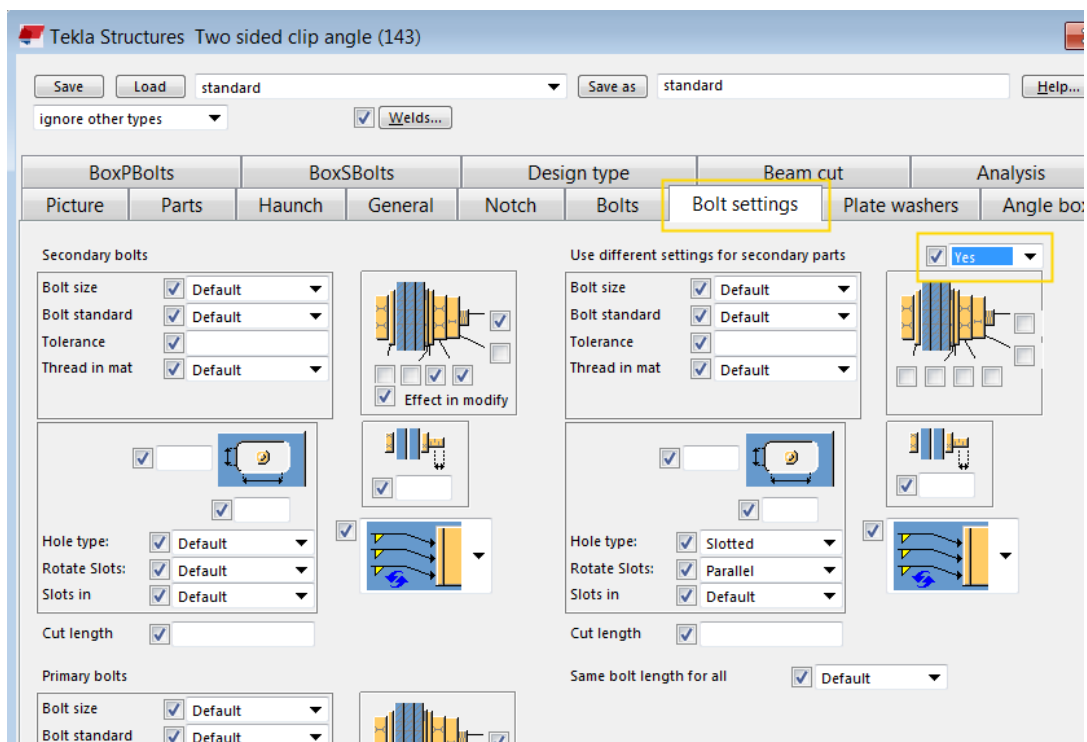 Tekla Structures Two sided clip angle (143)
Save Load standard Save as standard Help...
ignore other types Welds...
BoxPBolts BoxSBolts Design type Beam cut Analysis
Picture Parts Haunch General Notch Bolts Bolt settings Plate washers Angle box
Secondary bolts
Bolt size Default
Bolt standard Default
Tolerance
Thread in mat Default
Effect in modify
Hole type: Default
Rotate Slots: Default
Slots in Default
Cut length
Primary bolts
Bolt size Default
Bolt standard Default
Use different settings for secondary parts Yes
Bolt size Default
Bolt standard Default
Tolerance
Thread in mat Default
Hole type: Slotted
Rotate Slots: Parallel
Slots in Default
Cut length
Same bolt length for all Default